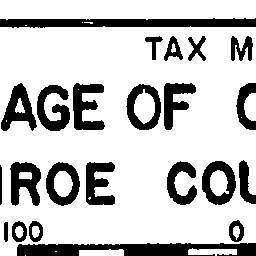 TAX M
AGE OF C
ROE COU
100 0